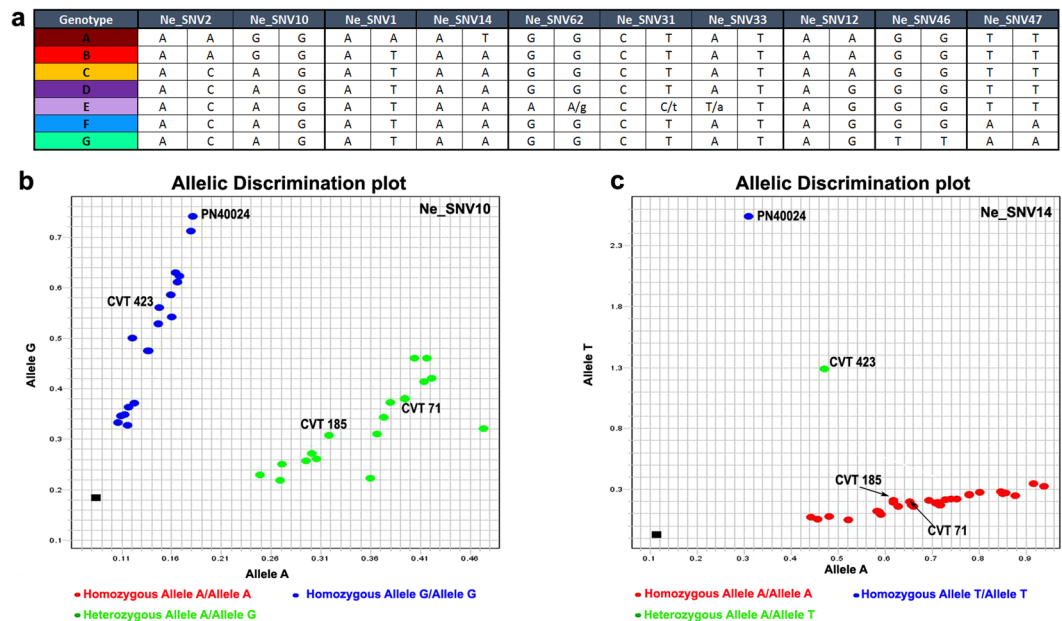 a
Genotype Ne_SNV2 Ne_SNV10 Ne_SNV1 Ne_SNV14 Ne_SNV62 Ne_SNV31 Ne_SNV33 Ne_SNV12 Ne_SNV46 Ne_SNV47
A A A G G A A A T G G C T A T A A G G T T
B A A G G A T A A G G C T A T A A G G T T
C A C A G A T A A G G C T A T A A G G T T
D A C A G A T A A G G C T A T A G G G T T
E A C A G A T A A A A/g C C/t T/a T A G G G T T
F A C A G A T A A G G C T A T A G G G A A
G A C A G A T A A G G C T A T A G T T A A
b
Allelic Discrimination plot
Ne_SNV10
PN40024
CVT 423
CVT 185
CVT 71
Allele G
0.7
0.6
0.5
0.4
0.3
0.2
0.1
0.11 0.16 0.21 0.26 0.31 0.36 0.41 0.46
Allele A
Homozygous Allele A/Allele A
Homozygous Allele G/Allele G
Heterozygous Allele A/Allele G
c
Allelic Discrimination plot
Ne_SNV14
PN40024
CVT 423
CVT 185
CVT 71
Allele T
2.3
1.8
1.3
0.8
0.3
0.1 0.2 0.3 0.4 0.5 0.6 0.7 0.8 0.9
Allele A
Homozygous Allele A/Allele A
Homozygous Allele T/Allele T
Heterozygous Allele A/Allele T